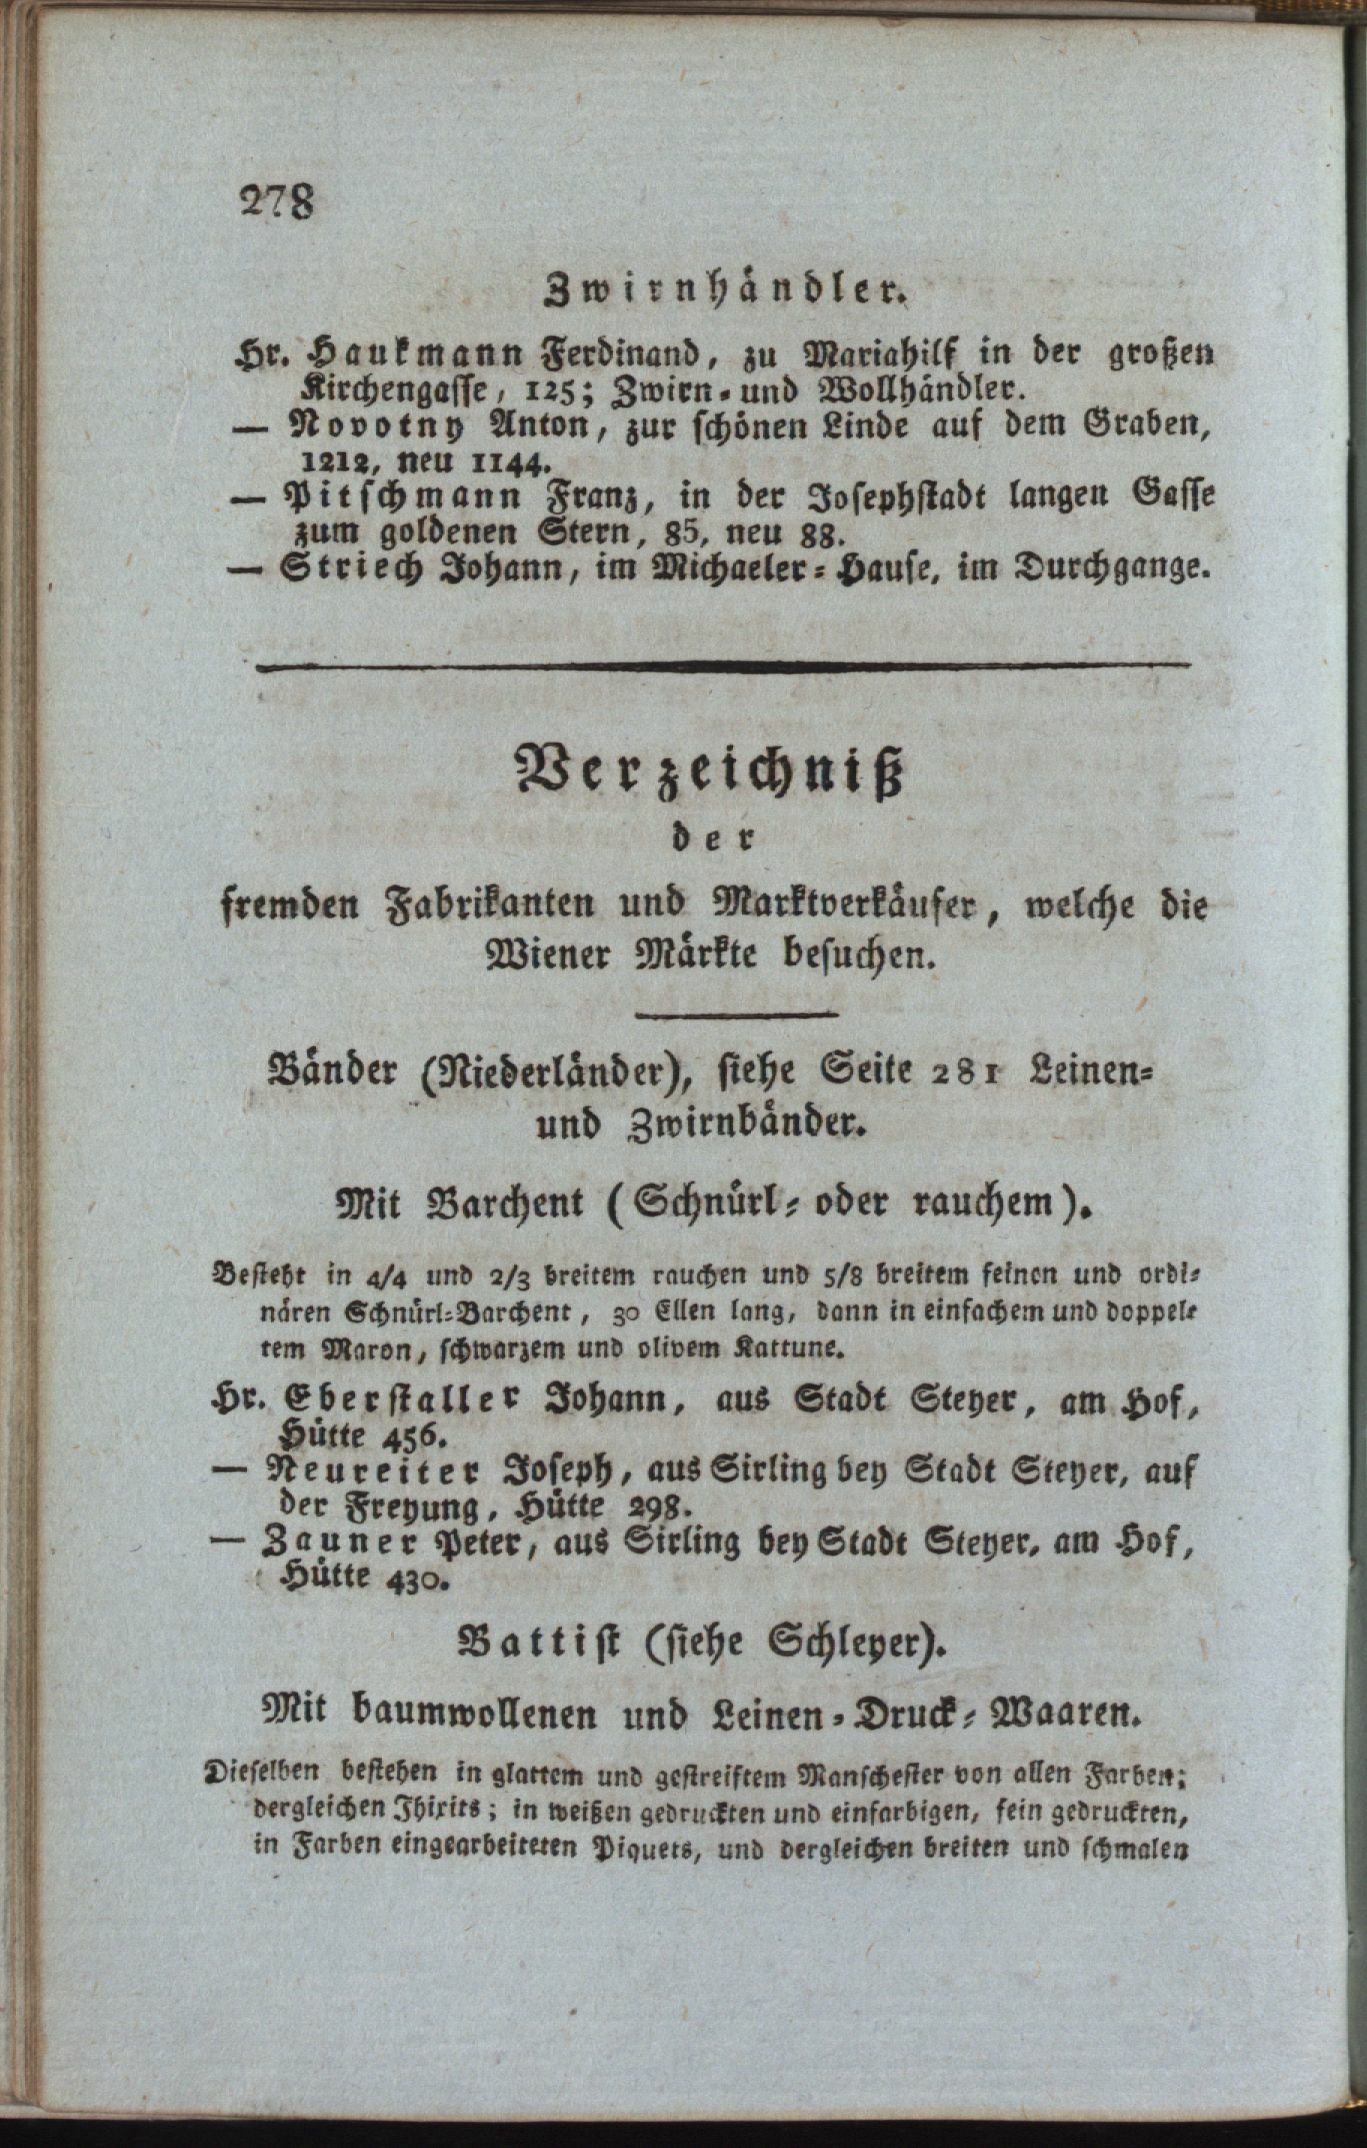 278
Zwirnhändler.
Hr. Haukmann Ferdinand, zu Mariahilf in der großen
Kirchengasse, 125; Zwirn- und Wollhändler.
— Novotny Anton, zur schönen Linde auf dem Graben,
1212, neu 1144.
— Pitschmann Franz, in der Josephstadt langen Gasse
zum goldenen Stern, 85, neu 88.
— Striech Johann, im Michaeler-Hause, im Durchgange.
Verzeichniß
der
fremden Fabrikanten und Marktverkäufer, welche die
Wiener Märkte besuchen.
Bänder (Niederländer), siehe Seite 281 Leinen-
und Zwirnbänder.
Mit Barchent (Schnürl- oder rauchem).
Besteht in 4/4 und 2/3 breitem rauchen und 5/8 breitem feinen und ordi-
nären Schnürl-Barchent, 30 Ellen lang, dann in einfachem und doppel-
tem Maron, schwarzem und olivem Kattune.
Hr. Eberstaller Johann, aus Stadt Steyer, am Hof,
Hütte 456.
— Neureiter Joseph, aus Sirling bey Stadt Steyer, auf
der Freyung, Hütte 298.
— Zauner Peter, aus Sirling bey Stadt Steyer, am Hof,
Hütte 430.
Battist (siehe Schleyer).
Mit baumwollenen und Leinen-Druck-Waaren.
Dieselben bestehen in glattem und gestreiftem Manschester von allen Farben;
dergleichen Zhixits; in weißen gedruckten und einfarbigen, fein gedruckten,
in Farben eingearbeiteten Piquets, und dergleichen breiten und schmalen